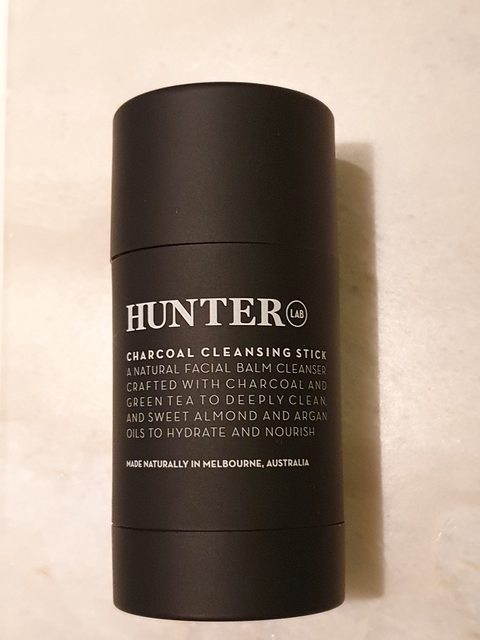 HUNTER LAB
CHARCOAL CLEANSING STICK
A NATURAL FACIAL BALM CLEANSER
CRAFTED WITH CHARCOAL AND
GREEN TEA TO DEEPLY CLEAN,
AND SWEET ALMOND AND ARGAN
OILS TO HYDRATE AND NOURISH
MADE NATURALLY IN MELBOURNE, AUSTRALIA